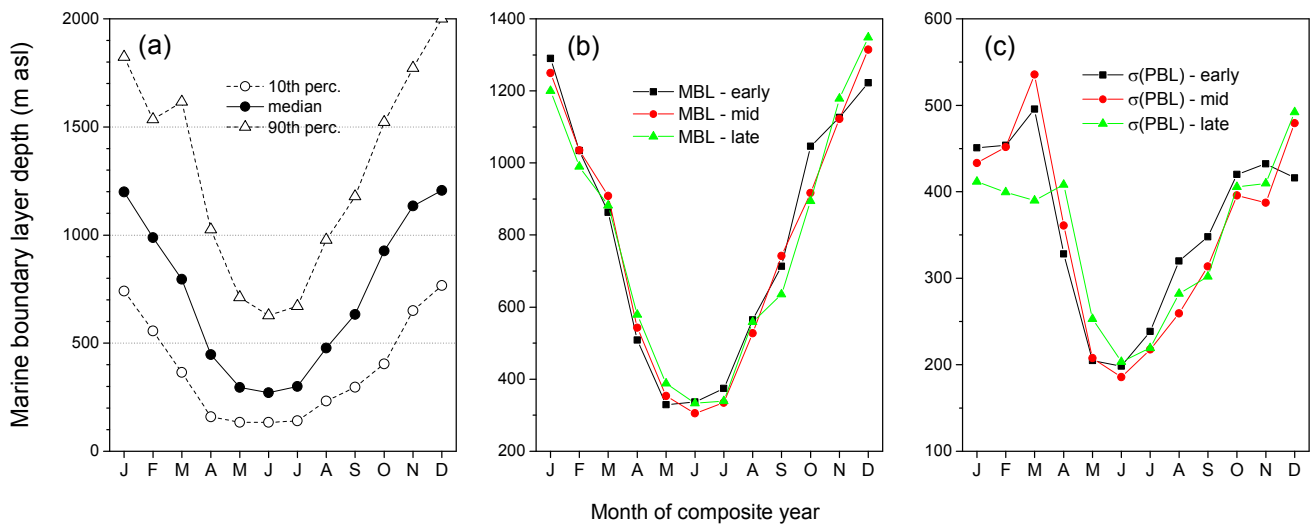 Marine boundary layer depth (m asl)
(a)
10th perc.
median
90th perc.
2000
1500
1000
500
0
J F M A M J J A S O N D
(b)
MBL - early
MBL - mid
MBL - late
1400
1200
1000
800
600
400
200
J F M A M J J A S O N D
(c)
σ(PBL) - early
σ(PBL) - mid
σ(PBL) - late
600
500
400
300
200
100
J F M A M J J A S O N D
Month of composite year